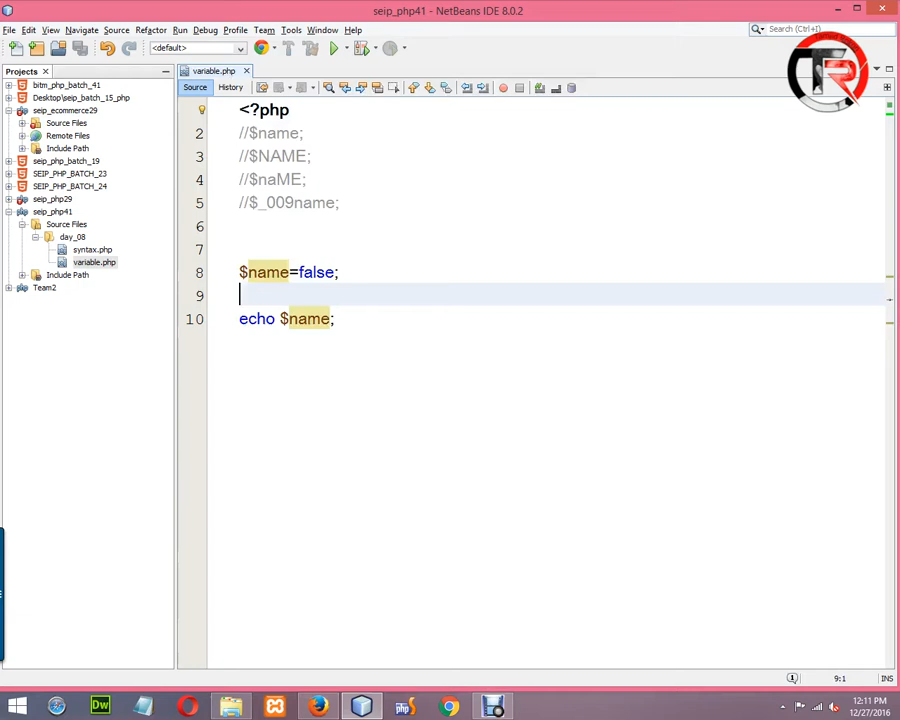 seip_php41 - NetBeans IDE 8.0.2
File Edit View Navigate Source Refactor Run Debug Profile Team Tools Window Help
Search (Ctrl+I)
<default>
Projects
variable.php
Source History
bitm_php_batch_41
Desktop\seip_batch_15_php
seip_ecommerce29
Source Files
Remote Files
Include Path
seip_php_batch_19
SEIP_PHP_BATCH_23
SEIP_PHP_BATCH_24
seip_php29
seip_php41
Source Files
day_08
syntax.php
variable.php
Include Path
Team2
<?php
2 //$name;
3 //$NAME;
4 //$naME;
5 //$_009name;
6
7
8 $name=false;
9
10 echo $name;
TR
9:1 INS
Dw
php
12:11 PM
12/27/2016